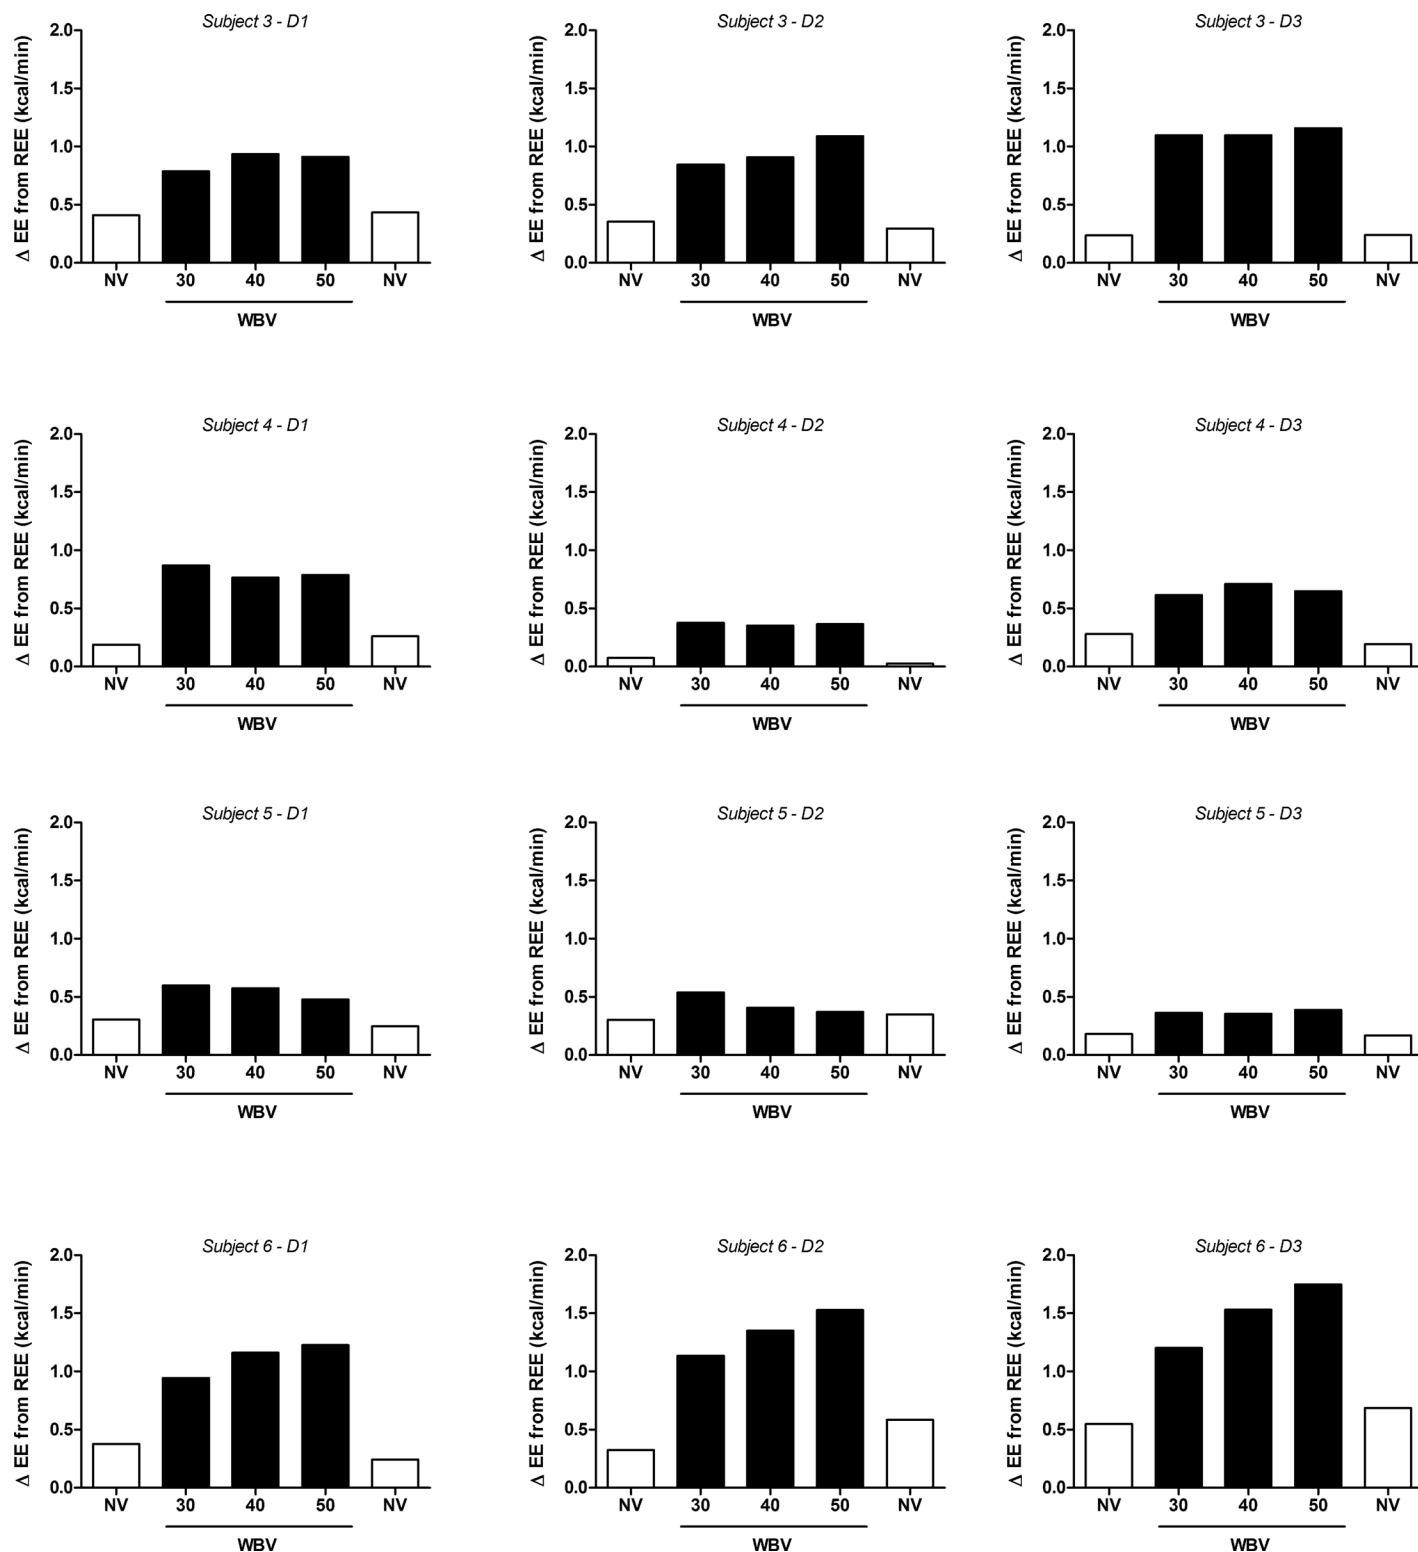 Subject 3 - D1
Δ EE from REE (kcal/min)
2.0
1.5
1.0
0.5
0.0
NV 30 40 50 NV
WBV
Subject 3 - D2
Δ EE from REE (kcal/min)
2.0
1.5
1.0
0.5
0.0
NV 30 40 50 NV
WBV
Subject 3 - D3
Δ EE from REE (kcal/min)
2.0
1.5
1.0
0.5
0.0
NV 30 40 50 NV
WBV
Subject 4 - D1
Δ EE from REE (kcal/min)
2.0
1.5
1.0
0.5
0.0
NV 30 40 50 NV
WBV
Subject 4 - D2
Δ EE from REE (kcal/min)
2.0
1.5
1.0
0.5
0.0
NV 30 40 50 NV
WBV
Subject 4 - D3
Δ EE from REE (kcal/min)
2.0
1.5
1.0
0.5
0.0
NV 30 40 50 NV
WBV
Subject 5 - D1
Δ EE from REE (kcal/min)
2.0
1.5
1.0
0.5
0.0
NV 30 40 50 NV
WBV
Subject 5 - D2
Δ EE from REE (kcal/min)
2.0
1.5
1.0
0.5
0.0
NV 30 40 50 NV
WBV
Subject 5 - D3
Δ EE from REE (kcal/min)
2.0
1.5
1.0
0.5
0.0
NV 30 40 50 NV
WBV
Subject 6 - D1
Δ EE from REE (kcal/min)
2.0
1.5
1.0
0.5
0.0
NV 30 40 50 NV
WBV
Subject 6 - D2
Δ EE from REE (kcal/min)
2.0
1.5
1.0
0.5
0.0
NV 30 40 50 NV
WBV
Subject 6 - D3
Δ EE from REE (kcal/min)
2.0
1.5
1.0
0.5
0.0
NV 30 40 50 NV
WBV